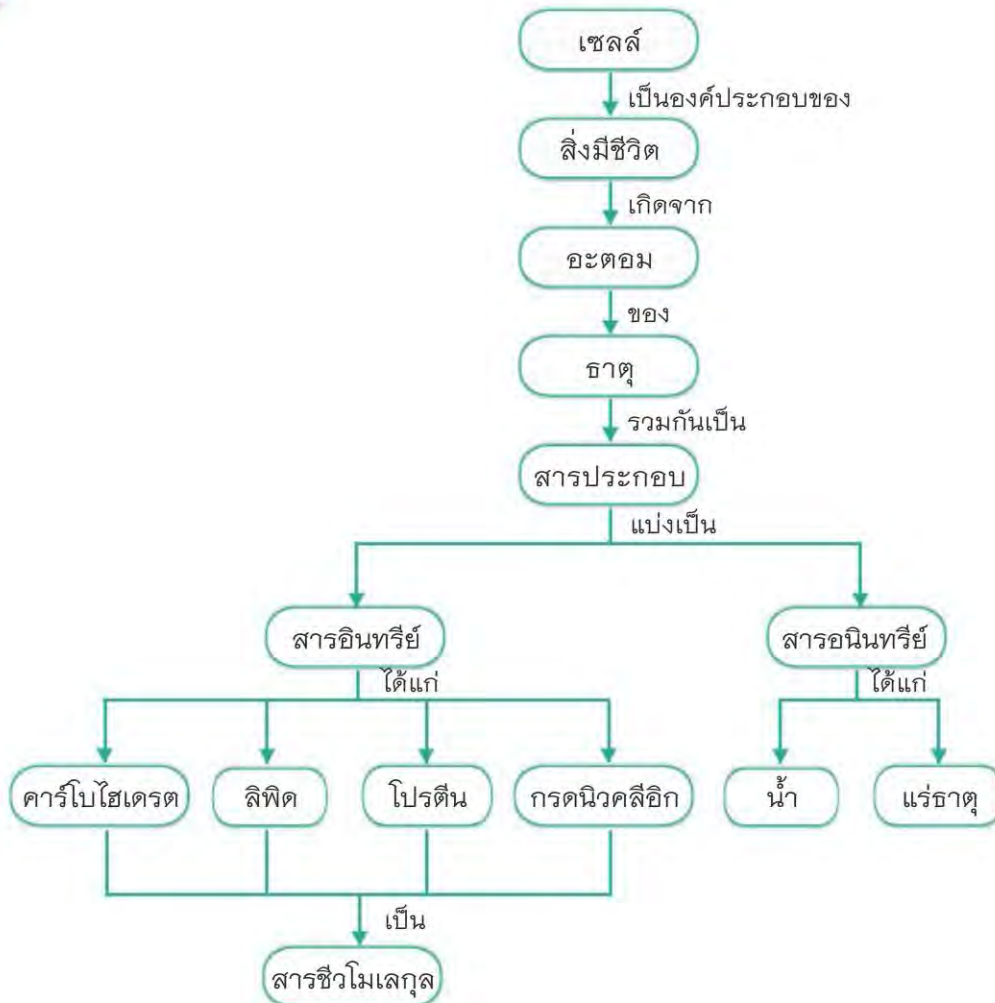 เซลล์
เป็นองค์ประกอบของ
สิ่งมีชีวิต
เกิดจาก
อะตอม
ของ
ธาตุ
รวมกันเป็น
สารประกอบ
แบ่งเป็น
สารอินทรีย์ สารอนินทรีย์
ได้แก่ ได้แก่
คาร์โบไฮเดรต ลิพิด โปรตีน กรดนิวคลีอิก น้ำ แร่ธาตุ
เป็น
สารชีวโมเลกุล